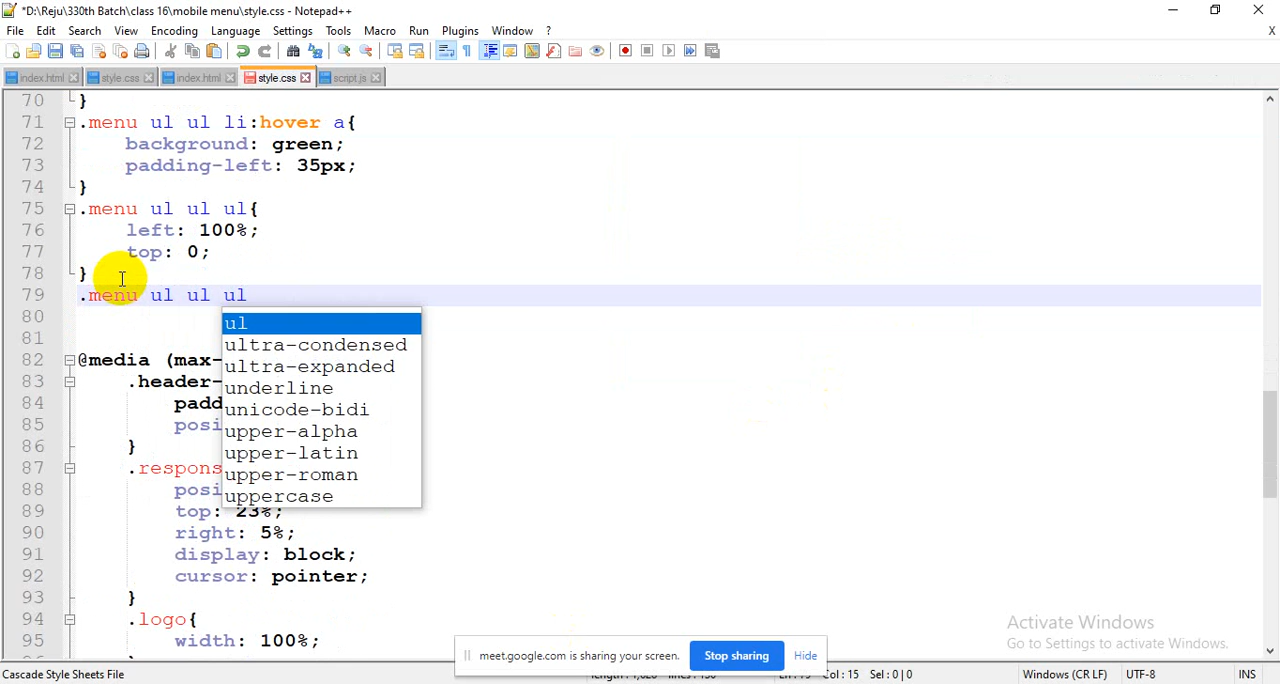 *D:\Reju\330th Batch\class 16\mobile menu\style.css - Notepad++
File Edit Search View Encoding Language Settings Tools Macro Run Plugins Window ? X
index.html style.css index.html style.css script.js
70 }
71 .menu ul ul li:hover a{
72 background: green;
73 padding-left: 35px;
74 }
75 .menu ul ul ul{
76 left: 100%;
77 top: 0;
78 }
79 .menu ul ul ul
80
81
82 @media (max-
83 .header-
84 padd
85 posi
86 }
87 .respons
88 posi
89 top: 23%;
90 right: 5%;
91 display: block;
92 cursor: pointer;
93 }
94 .logo{
95 width: 100%;
ul
ultra-condensed
ultra-expanded
underline
unicode-bidi
upper-alpha
upper-latin
upper-roman
uppercase
Activate Windows
Go to Settings to activate Windows.
meet.google.com is sharing your screen. Stop sharing Hide
Cascade Style Sheets File Col : 15 Sel : 0 | 0 Windows (CR LF) UTF-8 INS